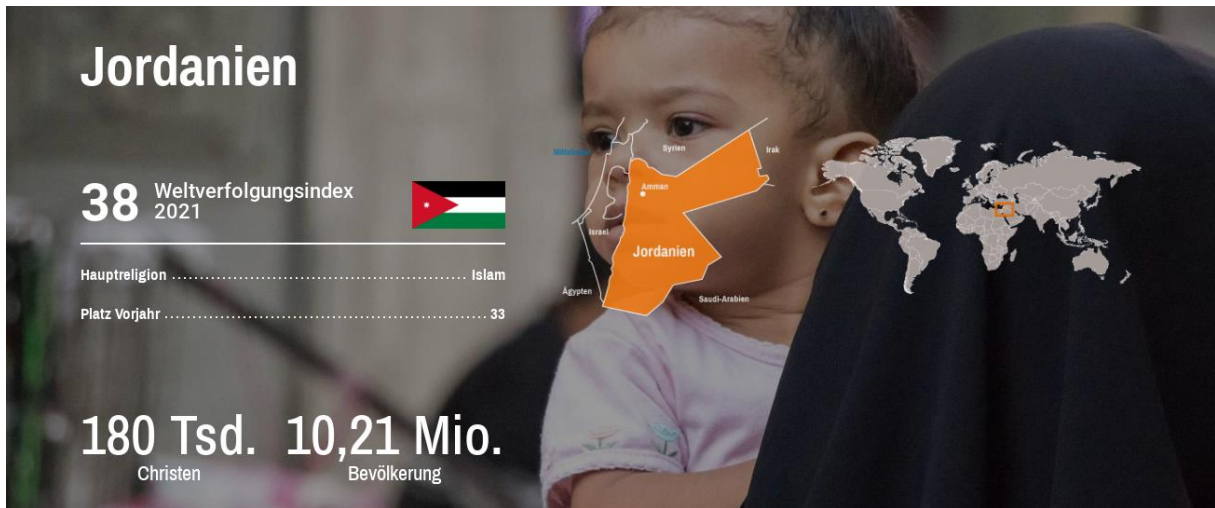 Jordanien
38 Weltverfolgungsindex
2021
Hauptreligion ........................................................ Islam
Platz Vorjahr ............................................................ 33
180 Tsd. 10,21 Mio.
Christen Bevölkerung
Syrien
Irak
Amman
Israel
Jordanien
Ägypten
Saudi-Arabien